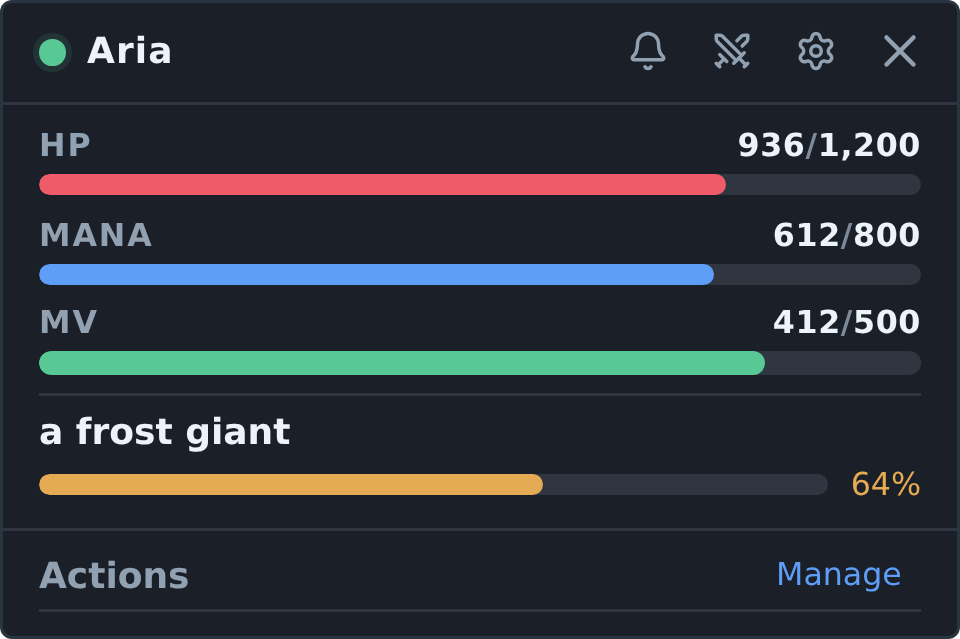 Aria
HP 936/1,200
MANA 612/800
MV 412/500
a frost giant
64%
Actions Manage